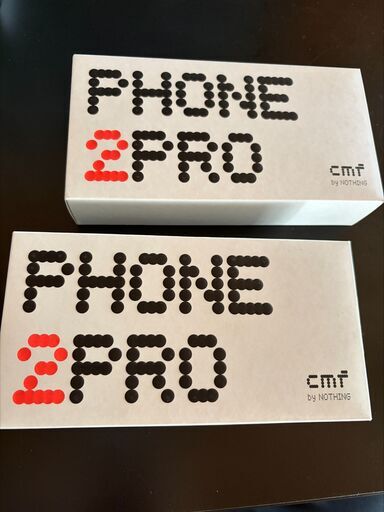 PHONE
2PRO
cmf
by NOTHING
PHONE
2PRO
cmf
by NOTHING